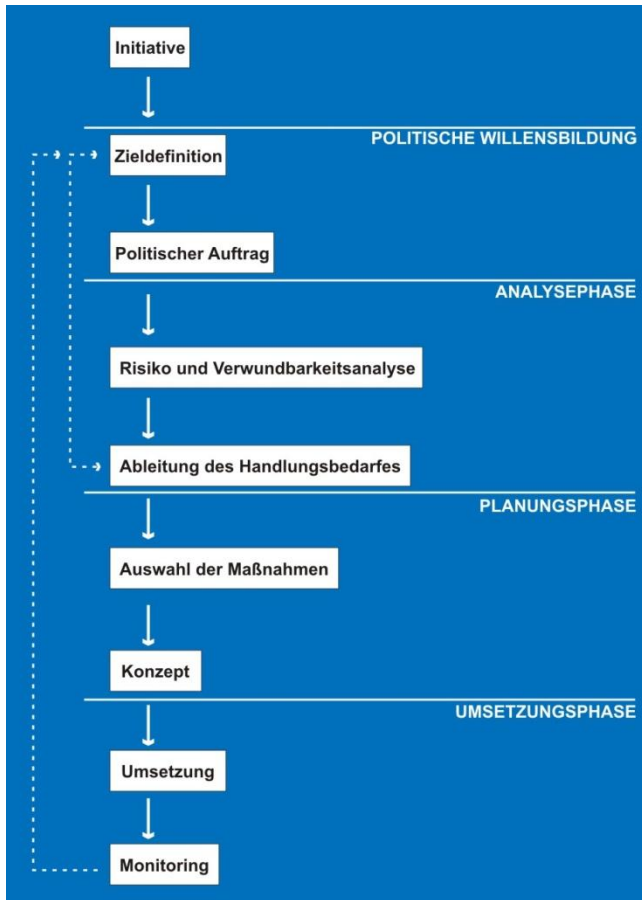 Initiative
POLITISCHE WILLENSBILDUNG
Zieldefinition
Politischer Auftrag
ANALYSEPHASE
Risiko und Verwundbarkeitsanalyse
Ableitung des Handlungsbedarfes
PLANUNGSPHASE
Auswahl der Maßnahmen
Konzept
UMSETZUNGSPHASE
Umsetzung
Monitoring